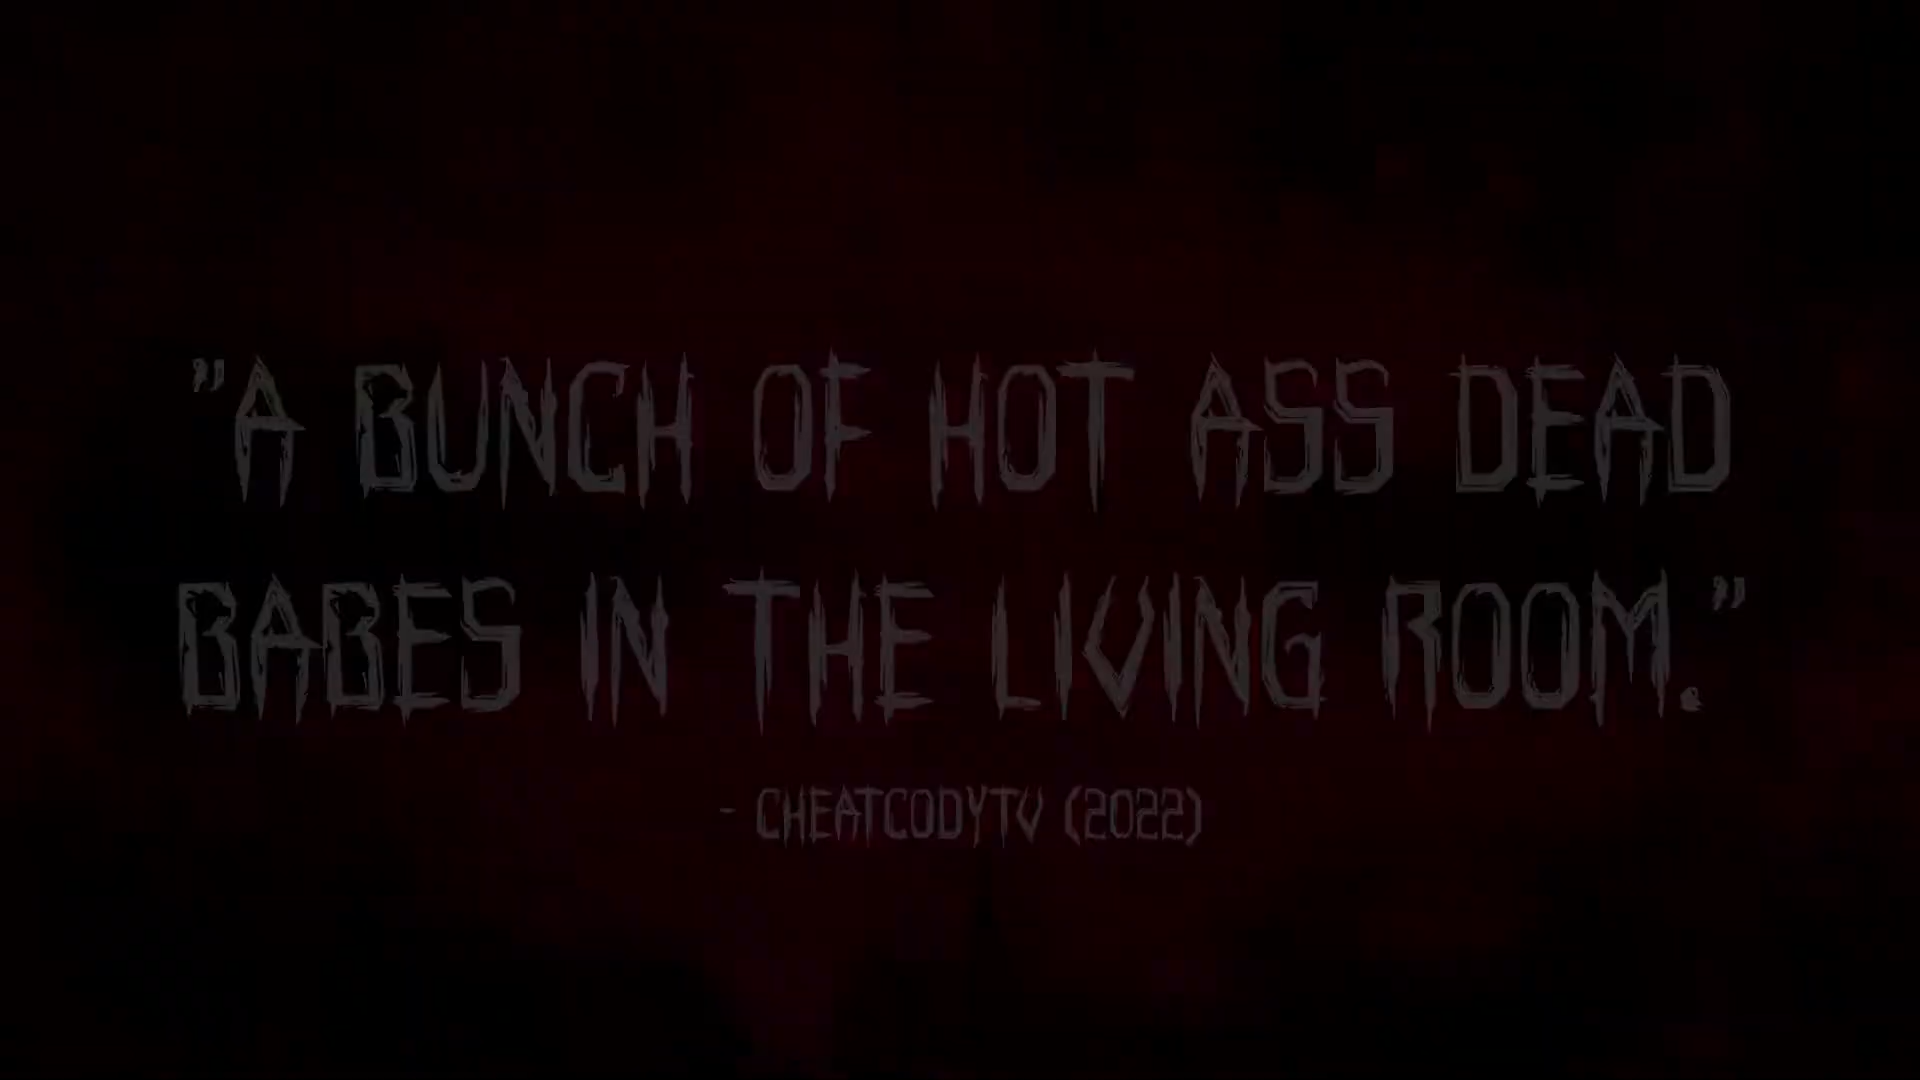 "A BUNCH OF HOT ASS DEAD
BABES IN THE LIVING ROOM."
- CHEATCODYTV (2022)